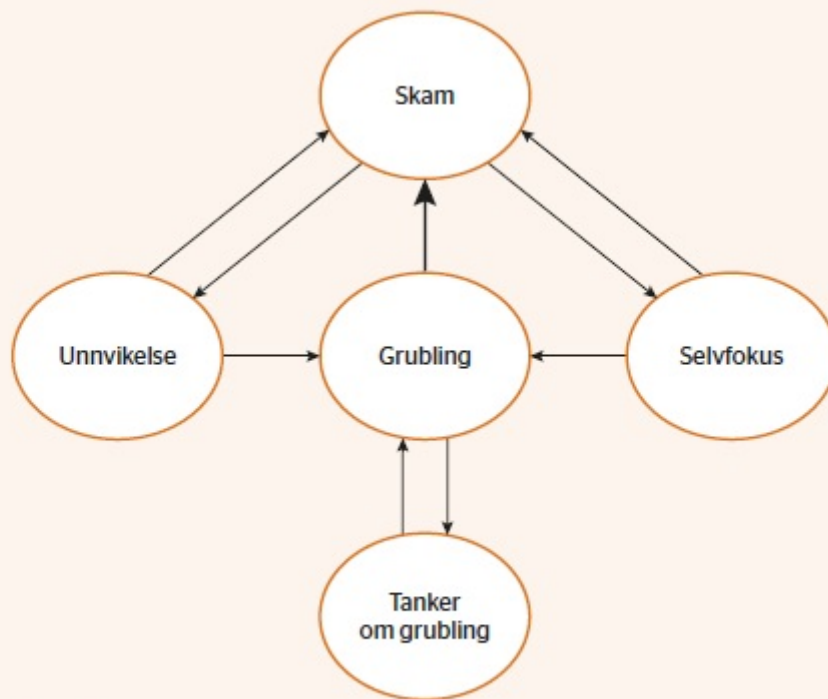 Skam
Unnvikelse
Grubling
Selvfokus
Tanker
om grubling